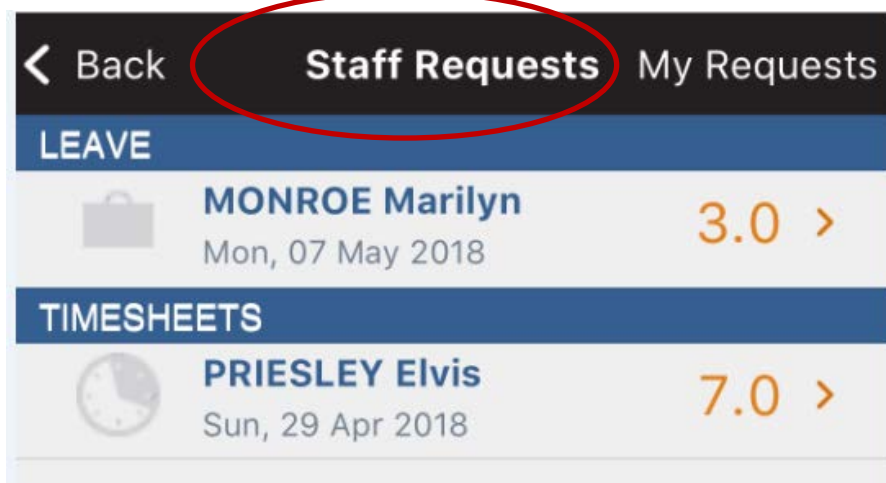 Back Staff Requests My Requests
LEAVE
MONROE Marilyn
Mon, 07 May 2018
3.0
TIMESHEETS
PRIESLEY Elvis
Sun, 29 Apr 2018
7.0